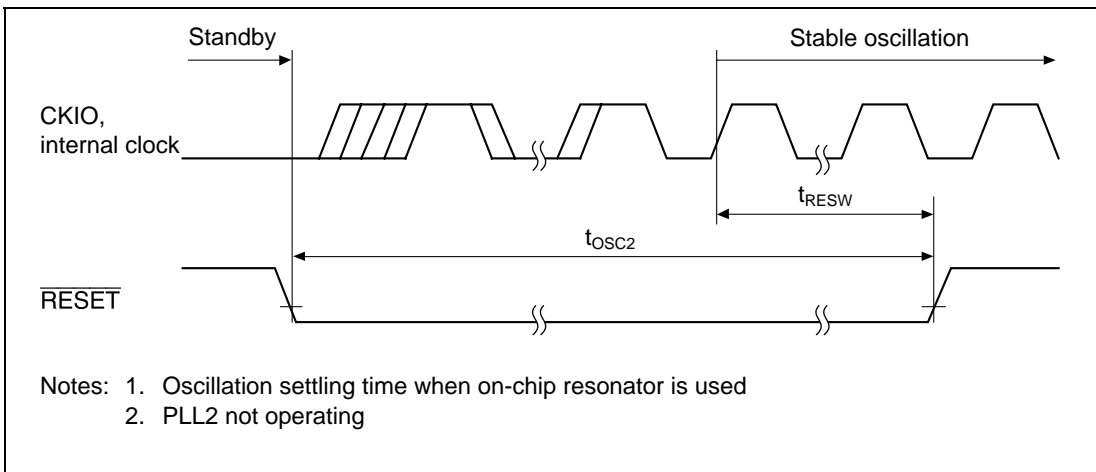 Standby
Stable oscillation
CKIO,
internal clock
tRESW
tOSC2
RESET
Notes: 1. Oscillation settling time when on-chip resonator is used
2. PLL2 not operating